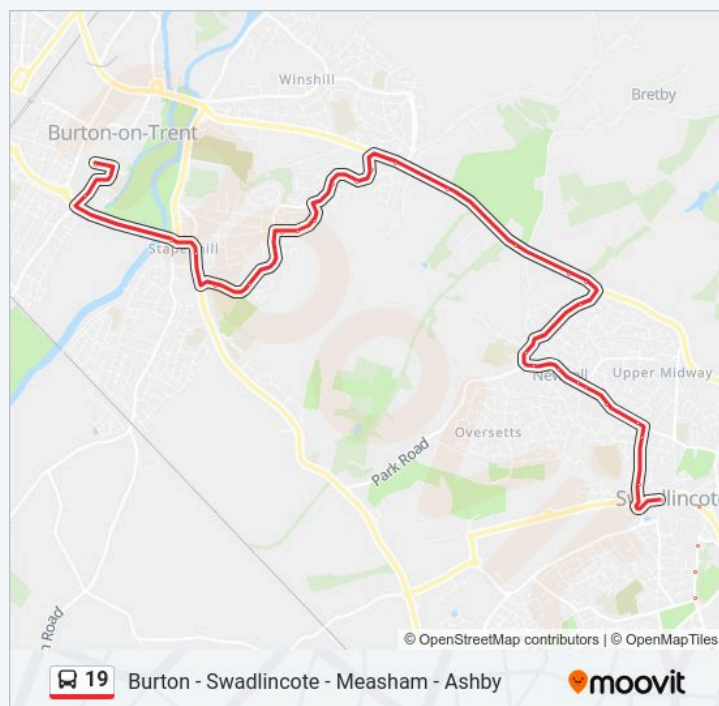 Winshill
Bretby
Burton-on-Trent
Stapenhill
Newhall
Upper Midway
Oversetts
Park Road
Swadlincote
n Road
© OpenStreetMap contributors | © OpenMapTiles
19 Burton - Swadlincote - Measham - Ashby
moovit